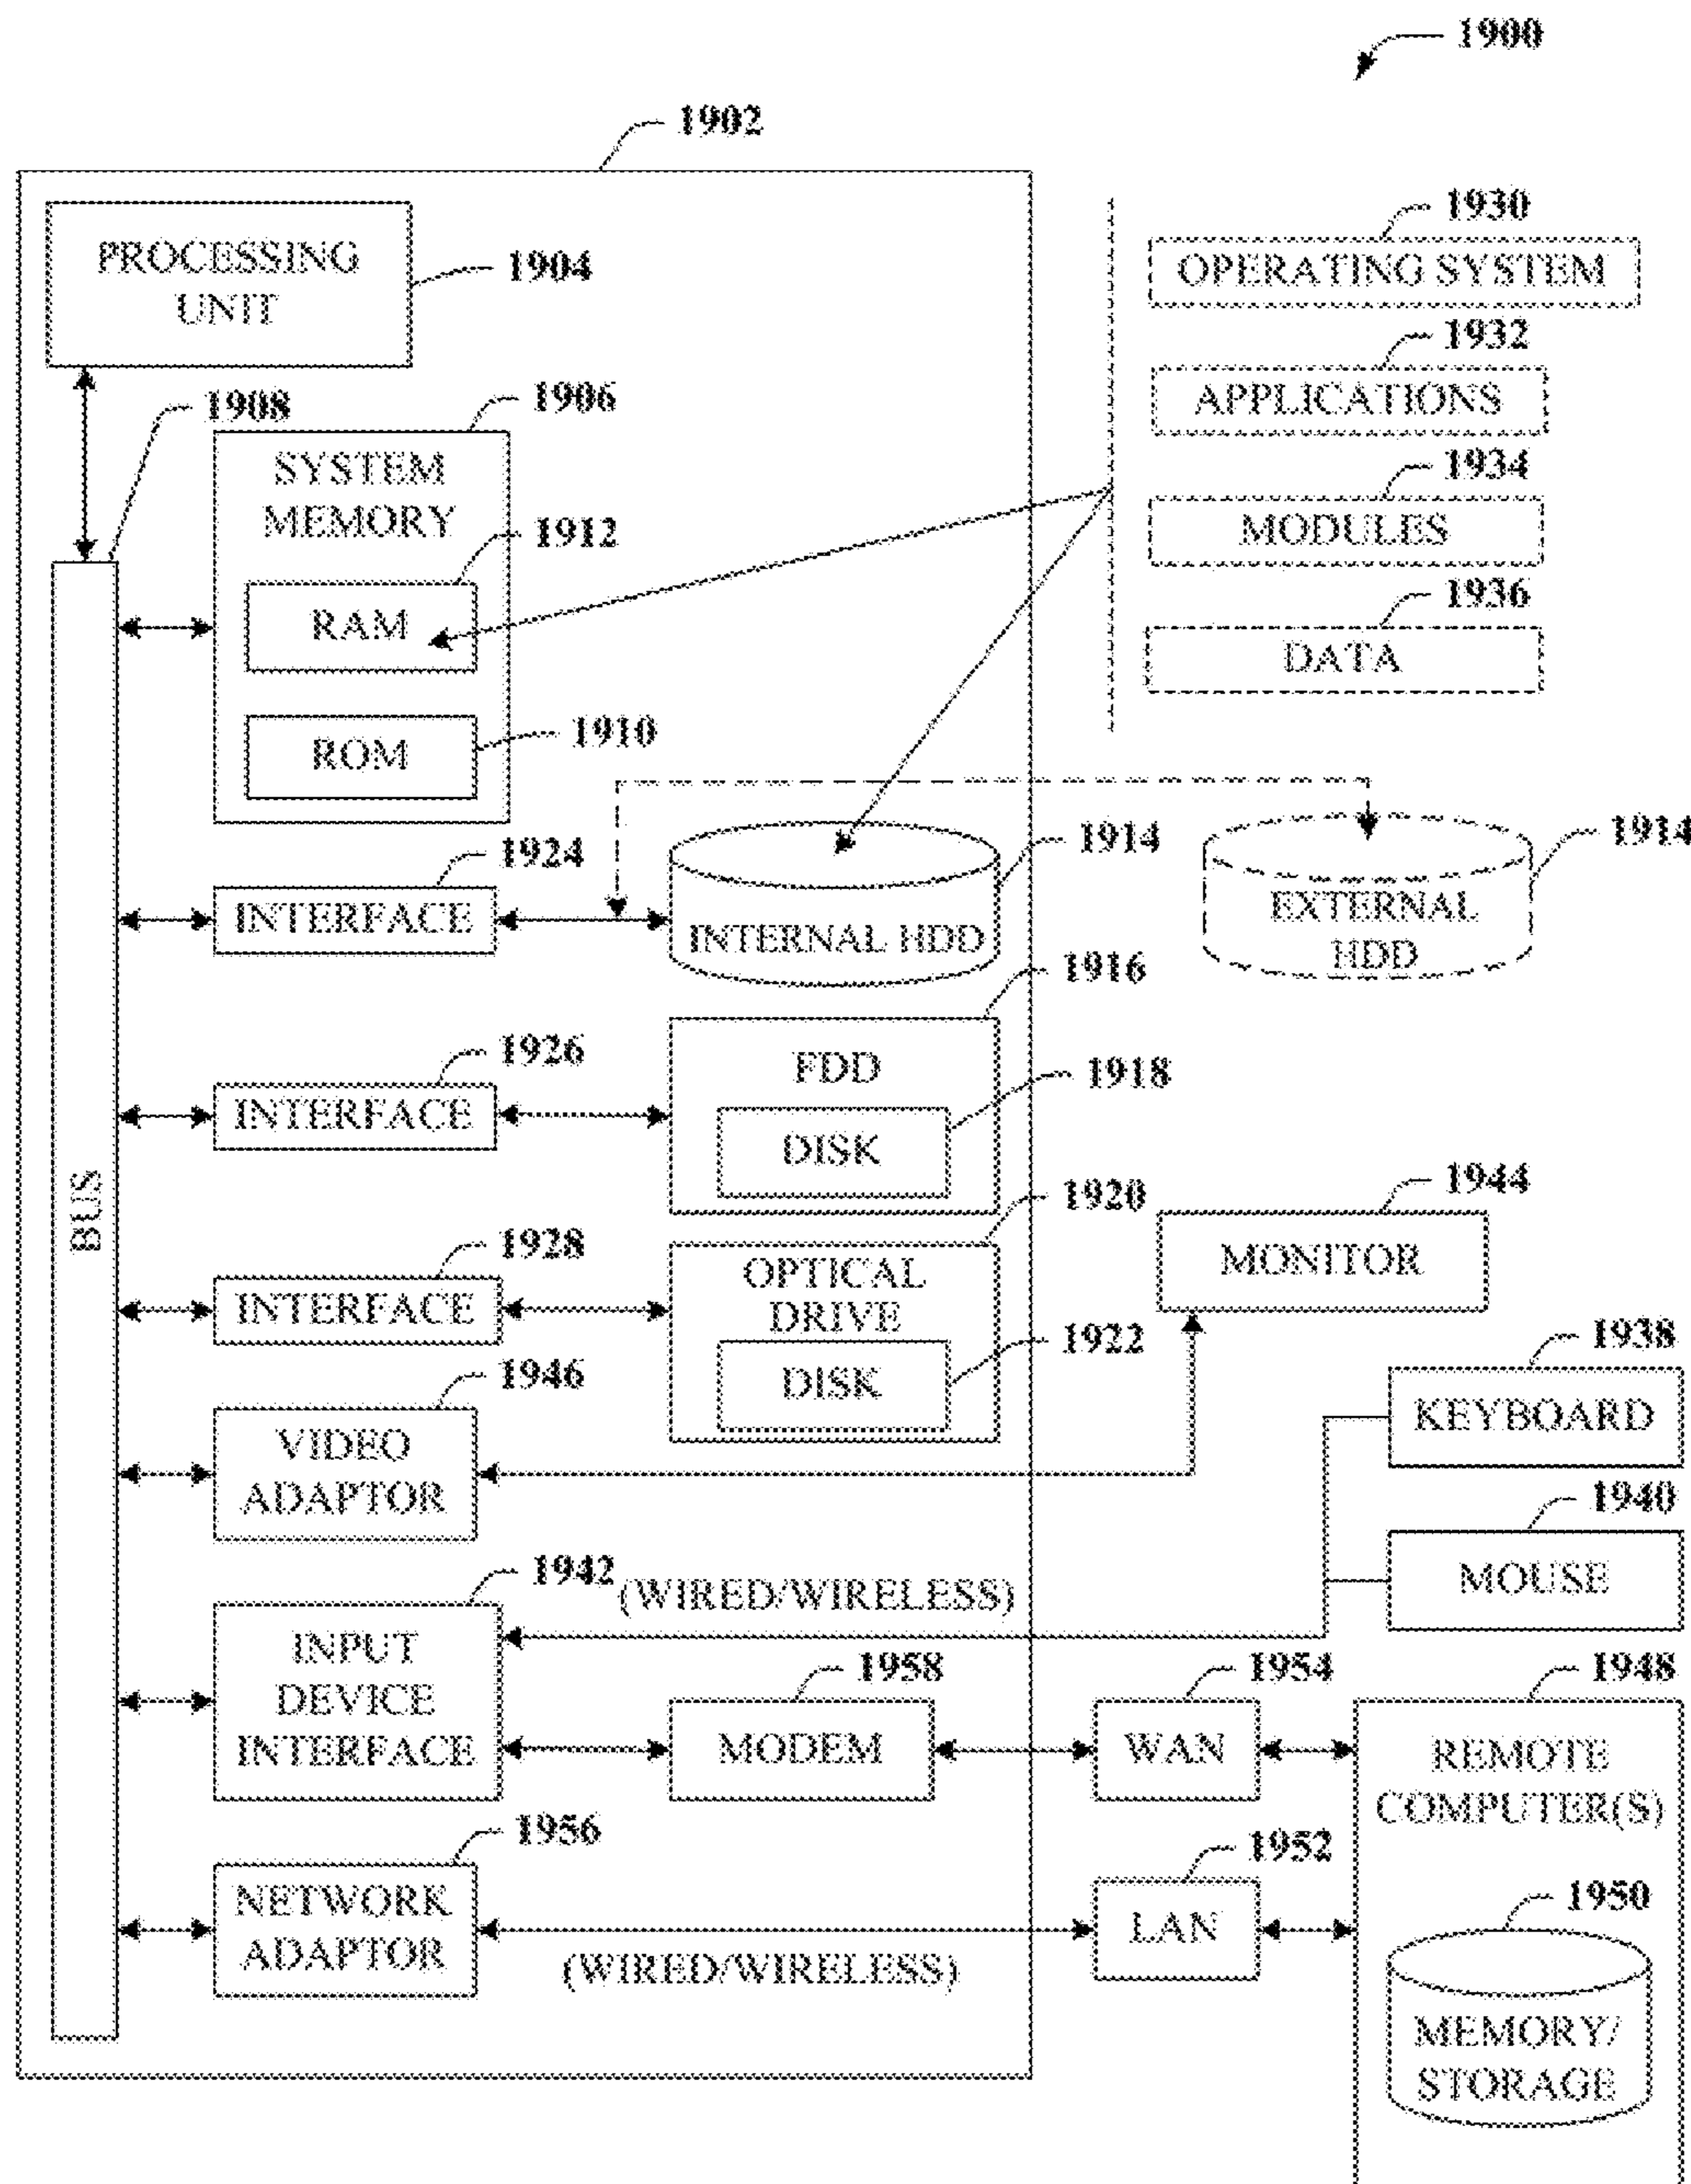 1900
1902
PROCESSING
UNIT
1904
1908
1906
SYSTEM
MEMORY
1912
RAM
1910
ROM
1930
OPERATING SYSTEM
1932
APPLICATIONS
1934
MODULES
1936
DATA
BUS
1924
INTERFACE
1914
INTERNAL HDD
1914
EXTERNAL
HDD
1926
INTERFACE
1916
FDD
1918
DISK
1928
INTERFACE
1920
OPTICAL
DRIVE
1922
DISK
1944
MONITOR
1946
VIDEO
ADAPTOR
1938
KEYBOARD
1940
MOUSE
1942
(WIRED/WIRELESS)
INPUT
DEVICE
INTERFACE
1958
MODEM
1954
WAN
1948
REMOTE
COMPUTER(S)
1956
NETWORK
ADAPTOR
(WIRED/WIRELESS)
1952
LAN
1950
MEMORY/
STORAGE